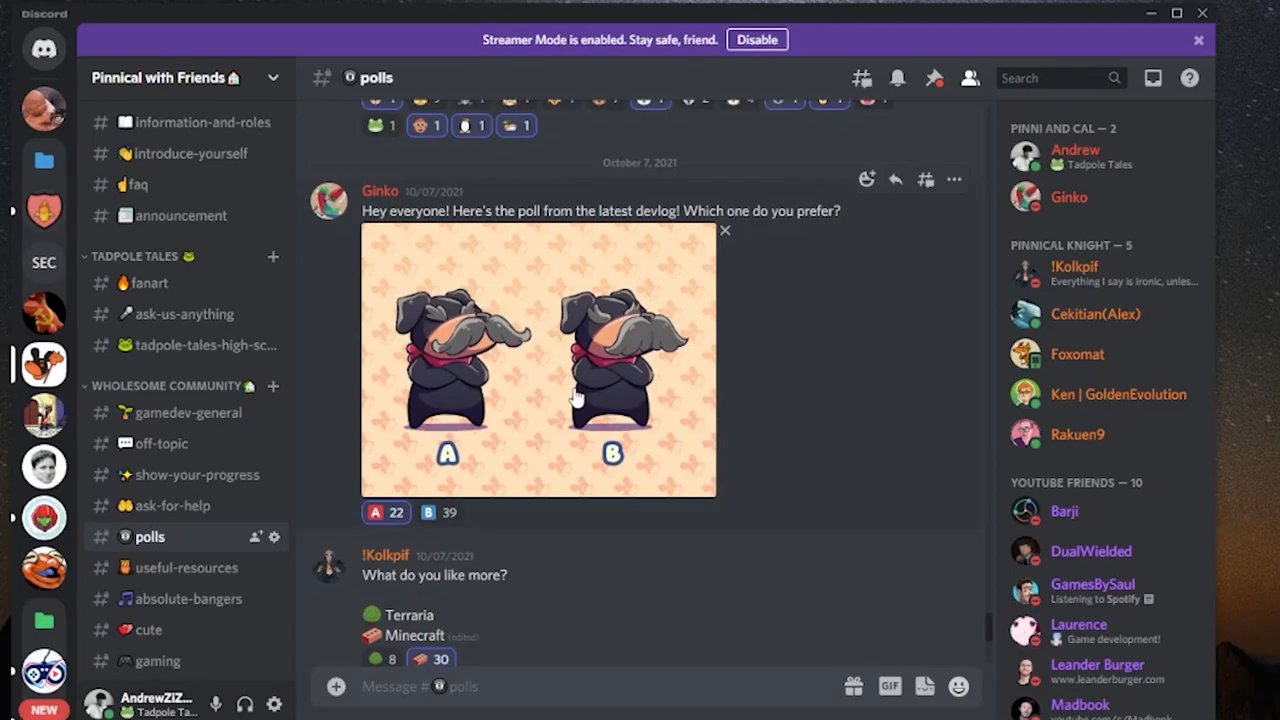 Discord
Streamer Mode is enabled. Stay safe, friend.
Disable
Pinnical with Friends
polls
Search
information-and-roles
introduce-yourself
faq
announcement
TADPOLE TALES
fanart
ask-us-anything
tadpole-tales-high-sc...
WHOLESOME COMMUNITY
gamedev-general
off-topic
show-your-progress
ask-for-help
polls
useful-resources
absolute-bangers
cute
gaming
SEC
NEW
AndrewZiZ...
Tadpole Ta...
1 1 1 1
October 7, 2021
Ginko 10/07/2021
Hey everyone! Here's the poll from the latest devlog! Which one do you prefer?
A B
A 22 B 39
!Kolkpif 10/07/2021
What do you like more?
Terraria
Minecraft (edited)
8 30
Message # polls
GIF
PINNI AND CAL — 2
Andrew
Tadpole Tales
Ginko
PINNICAL KNIGHT — 5
!Kolkpif
Everything I say is ironic, unles...
Cekitian(Alex)
Foxomat
Ken | GoldenEvolution
Rakuen9
YOUTUBE FRIENDS — 10
Barji
DualWielded
GamesBySaul
Listening to Spotify
Laurence
Game development!
Leander Burger
www.leanderburger.com
Madbook